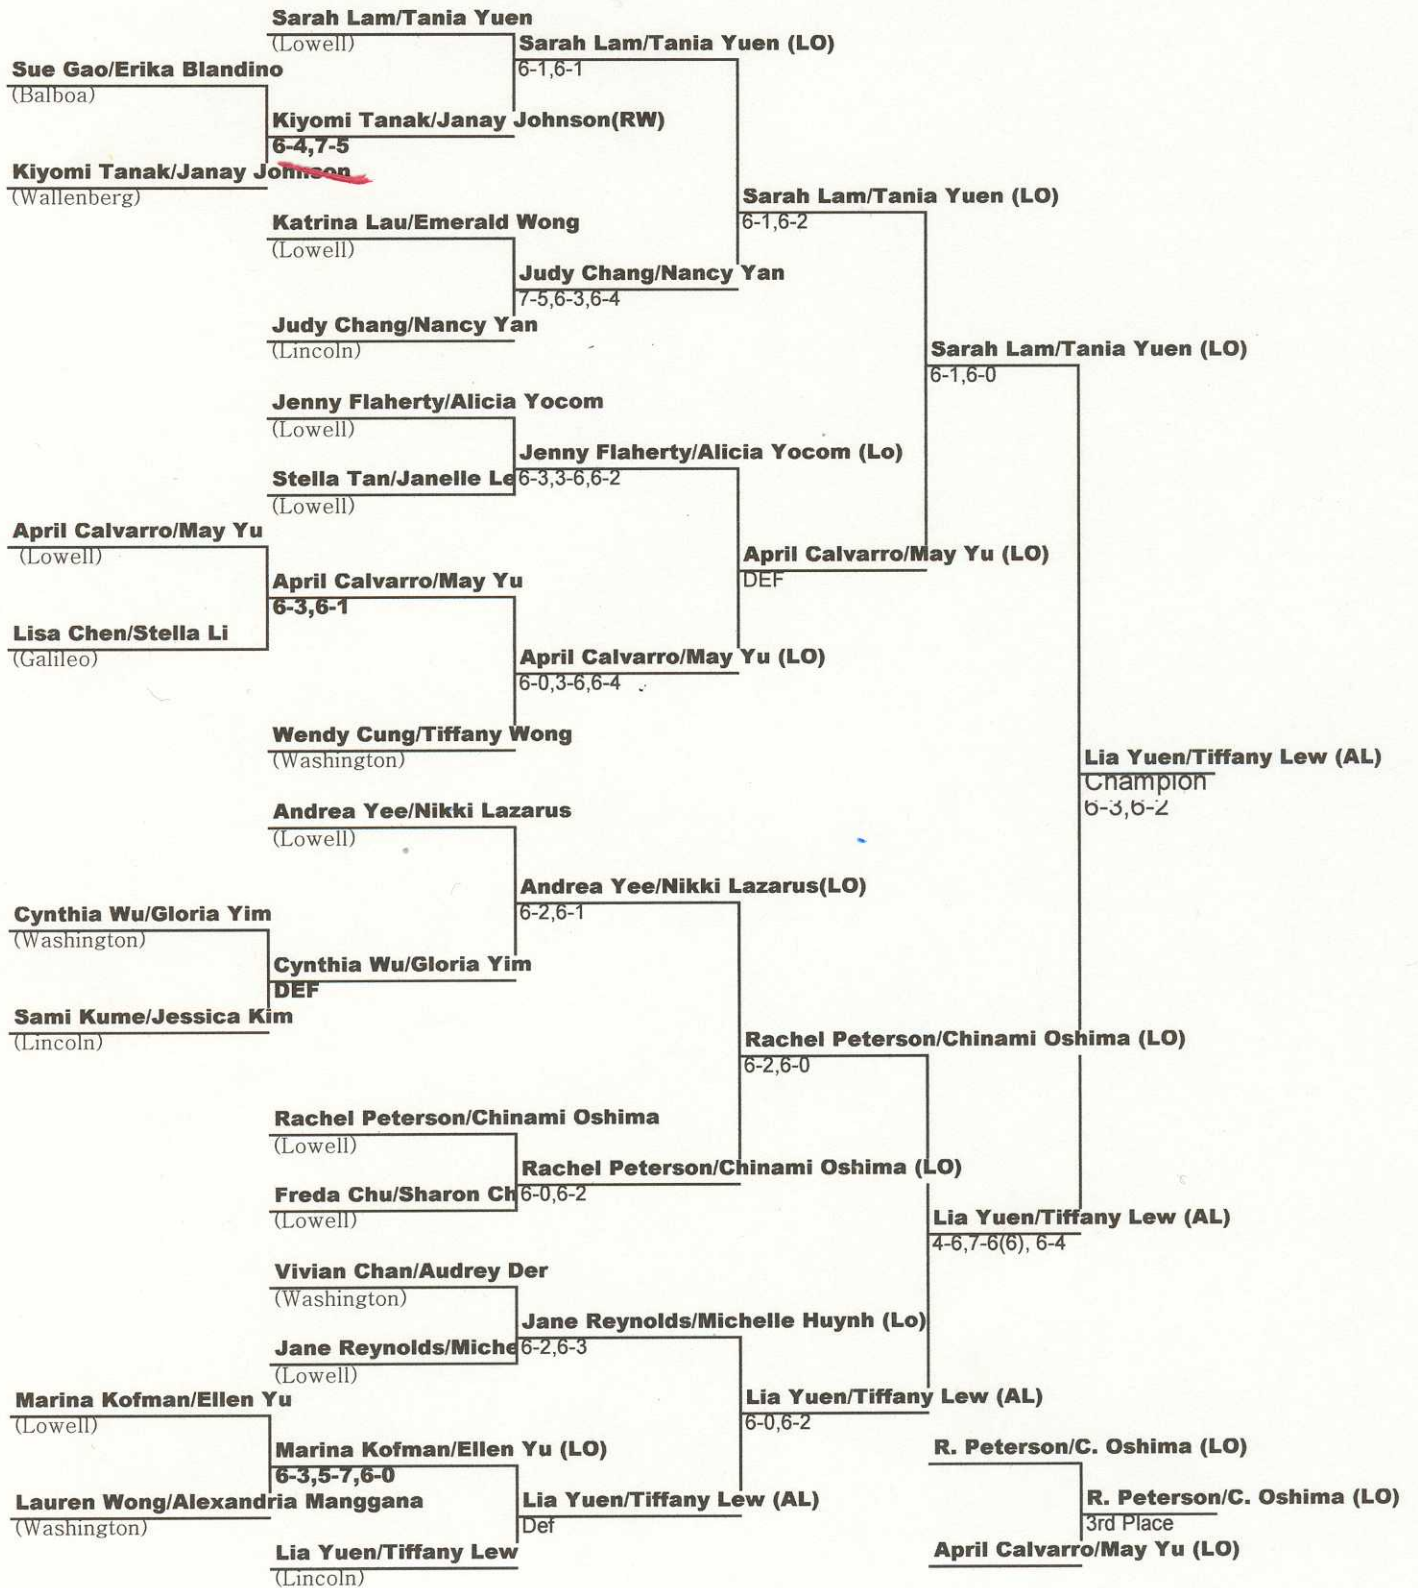 Sarah Lam/Tania Yuen
(Lowell)
Sarah Lam/Tania Yuen (LO)
6-1,6-1
Sue Gao/Erika Blandino
(Balboa)
Kiyomi Tanak/Janay Johnson(RW)
6-4,7-5
Kiyomi Tanak/Janay Johnson
(Wallenberg)
Sarah Lam/Tania Yuen (LO)
6-1,6-2
Katrina Lau/Emerald Wong
(Lowell)
Judy Chang/Nancy Yan
7-5,6-3,6-4
Judy Chang/Nancy Yan
(Lincoln)
Sarah Lam/Tania Yuen (LO)
6-1,6-0
Jenny Flaherty/Alicia Yocom
(Lowell)
Jenny Flaherty/Alicia Yocom (Lo)
6-3,3-6,6-2
Stella Tan/Janelle Le
(Lowell)
April Calvarro/May Yu
(Lowell)
April Calvarro/May Yu (LO)
DEF
April Calvarro/May Yu
6-3,6-1
Lisa Chen/Stella Li
(Galileo)
April Calvarro/May Yu (LO)
6-0,3-6,6-4
Wendy Cung/Tiffany Wong
(Washington)
Lia Yuen/Tiffany Lew (AL)
Champion
6-3,6-2
Andrea Yee/Nikki Lazarus
(Lowell)
Andrea Yee/Nikki Lazarus(LO)
6-2,6-1
Cynthia Wu/Gloria Yim
(Washington)
Cynthia Wu/Gloria Yim
DEF
Sami Kume/Jessica Kim
(Lincoln)
Rachel Peterson/Chinami Oshima (LO)
6-2,6-0
Rachel Peterson/Chinami Oshima
(Lowell)
Rachel Peterson/Chinami Oshima (LO)
6-0,6-2
Freda Chu/Sharon Ch
(Lowell)
Lia Yuen/Tiffany Lew (AL)
4-6,7-6(6), 6-4
Vivian Chan/Audrey Der
(Washington)
Jane Reynolds/Michelle Huynh (Lo)
6-2,6-3
Jane Reynolds/Miche
(Lowell)
Marina Kofman/Ellen Yu
(Lowell)
Lia Yuen/Tiffany Lew (AL)
6-0,6-2
Marina Kofman/Ellen Yu (LO)
6-3,5-7,6-0
Lauren Wong/Alexandria Manggana
(Washington)
Lia Yuen/Tiffany Lew (AL)
Def
Lia Yuen/Tiffany Lew
(Lincoln)
R. Peterson/C. Oshima (LO)
R. Peterson/C. Oshima (LO)
3rd Place
April Calvarro/May Yu (LO)